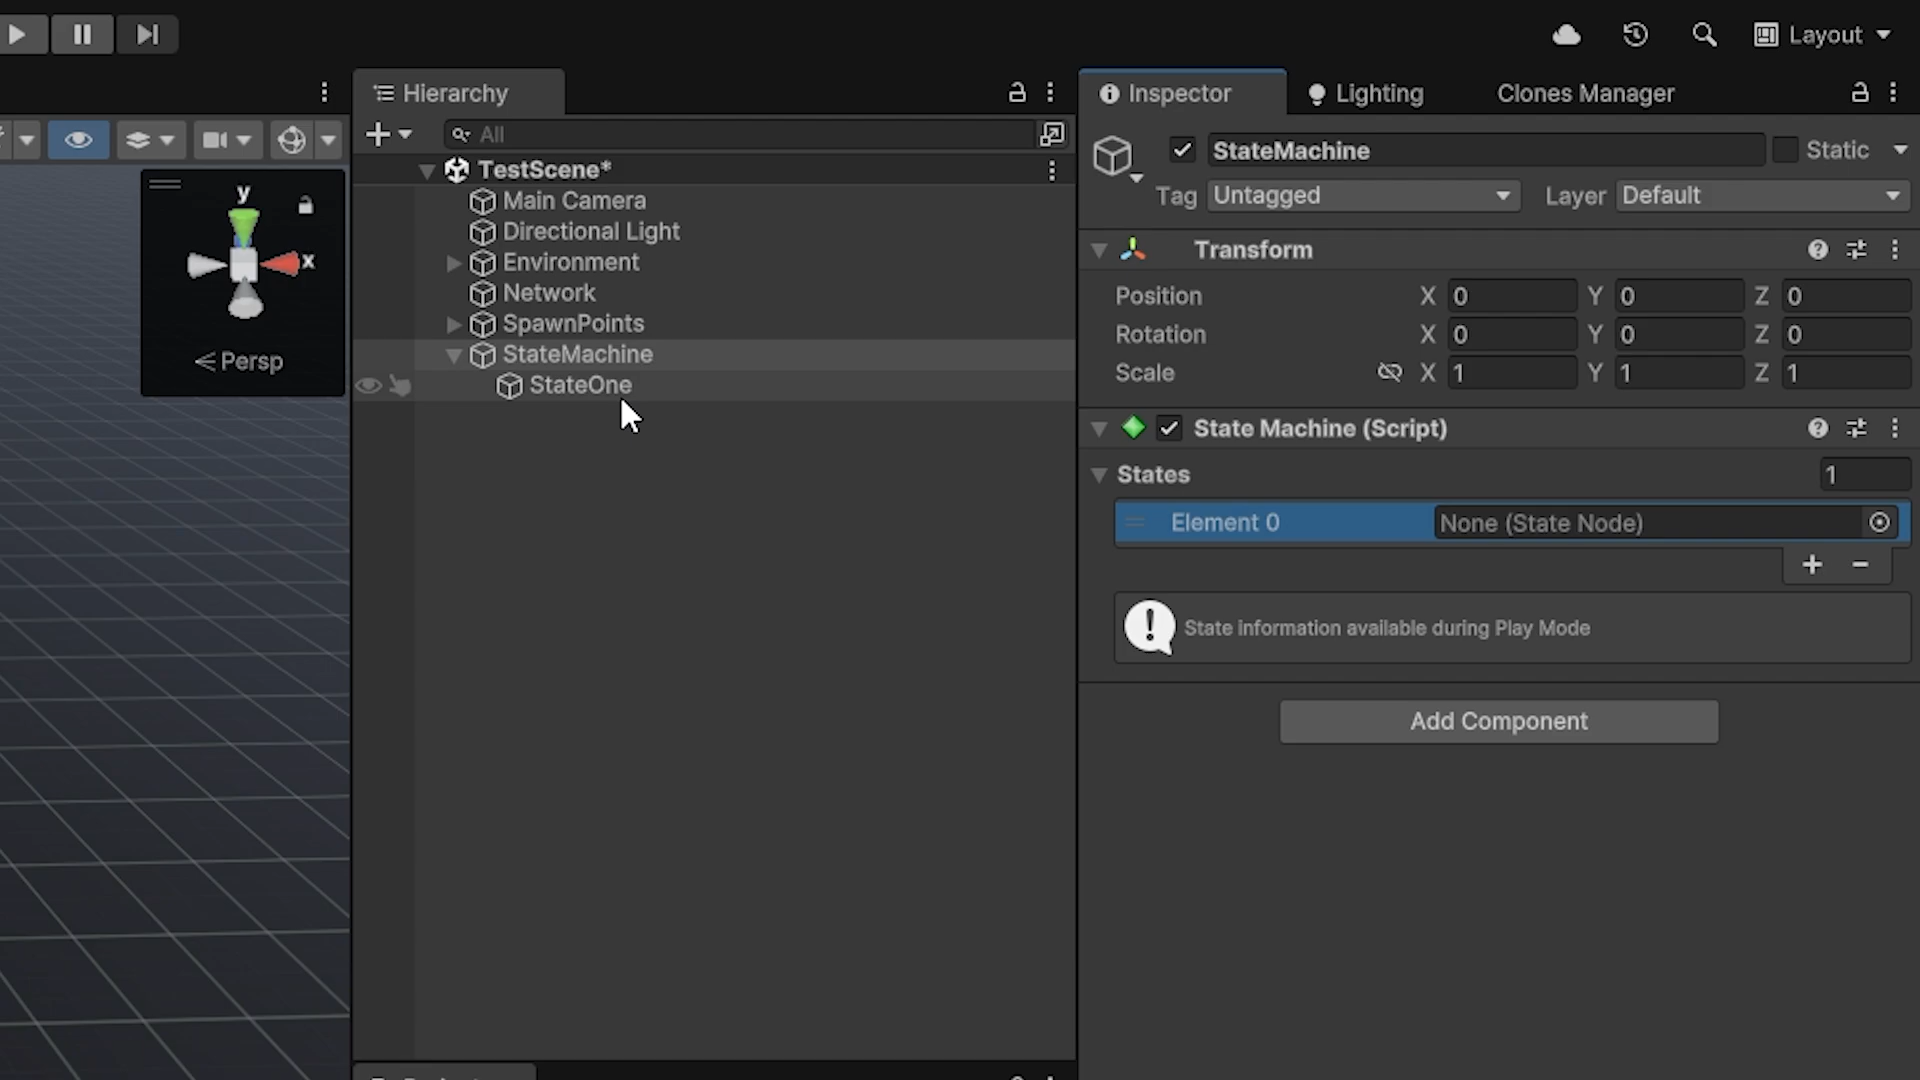 Layout
Hierarchy
Inspector
Lighting
Clones Manager
All
StateMachine
Static
TestScene*
Tag
Untagged
Layer
Default
y
x
Persp
Main Camera
Directional Light
Environment
Network
SpawnPoints
StateMachine
StateOne
Transform
Position
X 0 Y 0 Z 0
Rotation
X 0 Y 0 Z 0
Scale
X 1 Y 1 Z 1
State Machine (Script)
States
1
Element 0
None (State Node)
State information available during Play Mode
Add Component